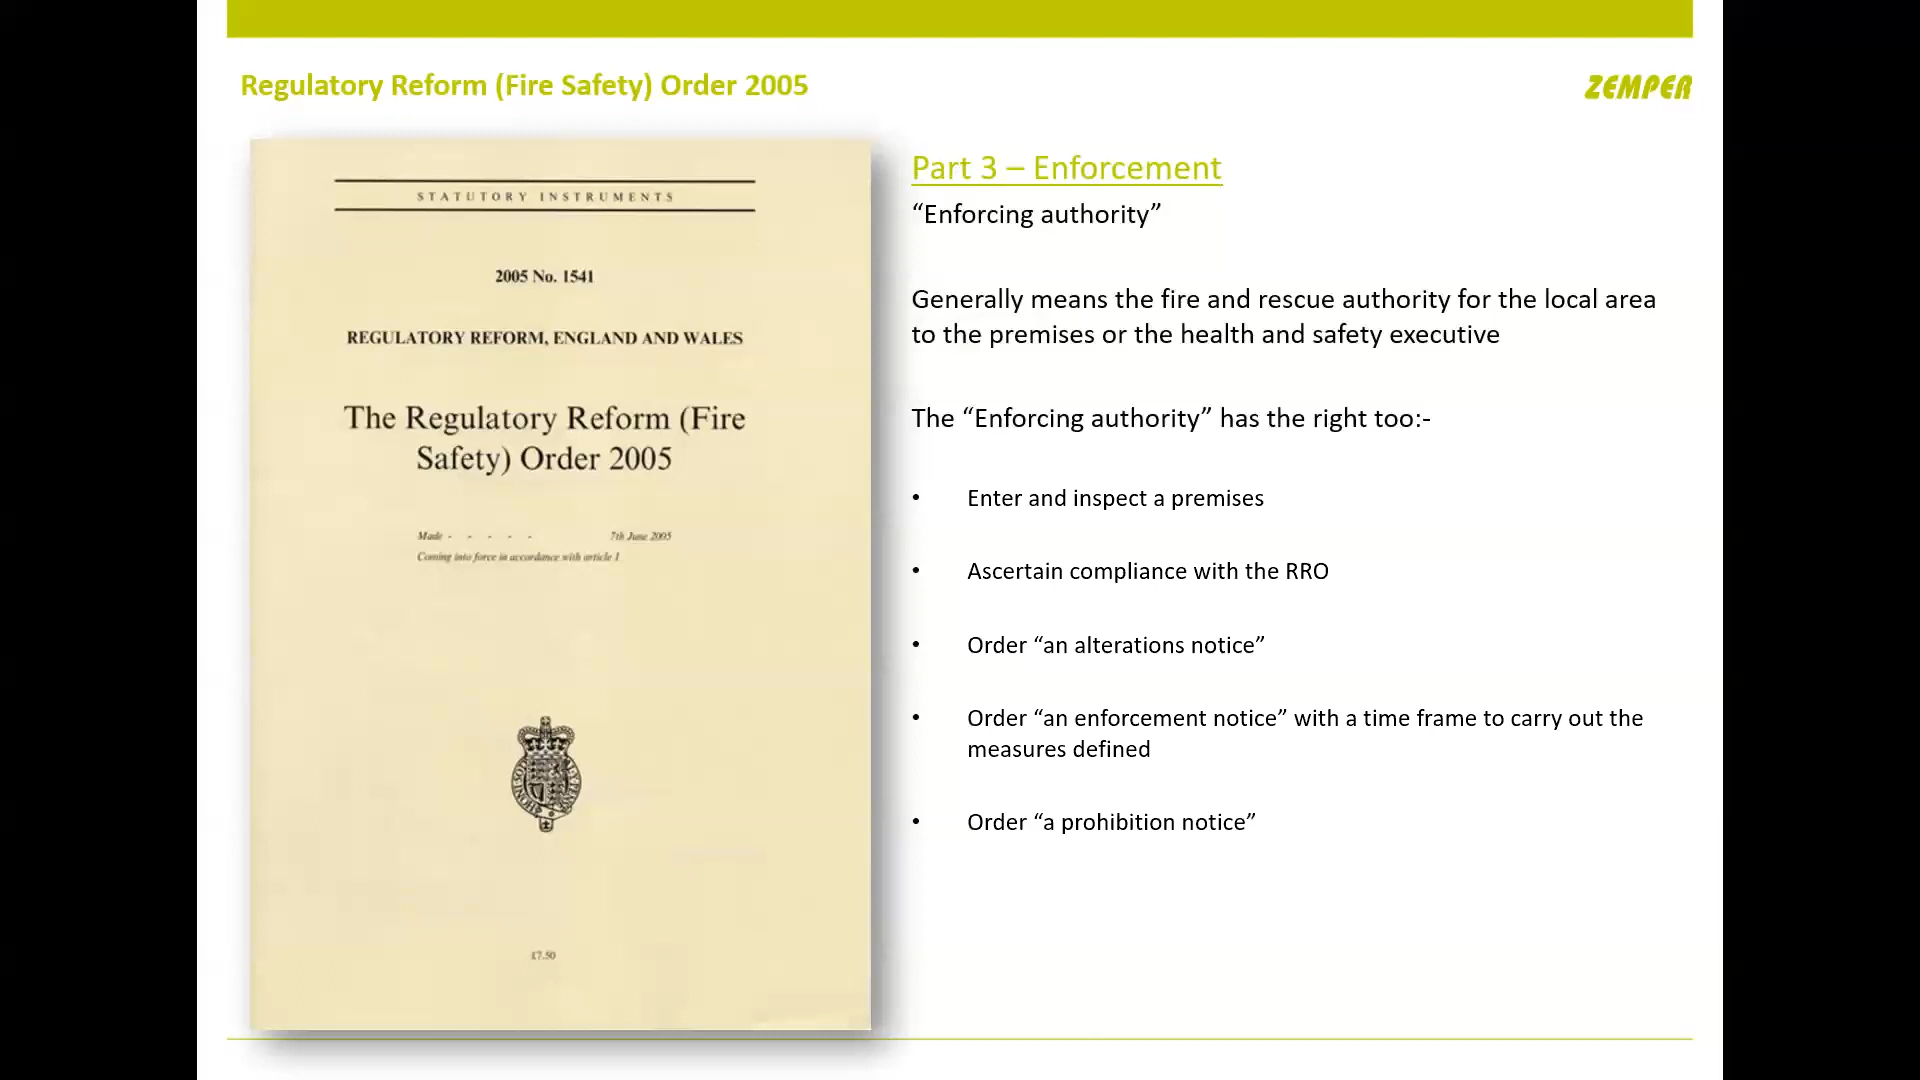 Regulatory Reform (Fire Safety) Order 2005
ZEMPER
STATUTORY INSTRUMENTS
2005 No. 1541
REGULATORY REFORM, ENGLAND AND WALES
The Regulatory Reform (Fire
Safety) Order 2005
Made - - - - - 7th June 2005
Coming into force in accordance with article 1
£7.50
Part 3 – Enforcement
“Enforcing authority”
Generally means the fire and rescue authority for the local area
to the premises or the health and safety executive
The “Enforcing authority” has the right too:-
• Enter and inspect a premises
• Ascertain compliance with the RRO
• Order “an alterations notice”
• Order “an enforcement notice” with a time frame to carry out the
measures defined
• Order “a prohibition notice”